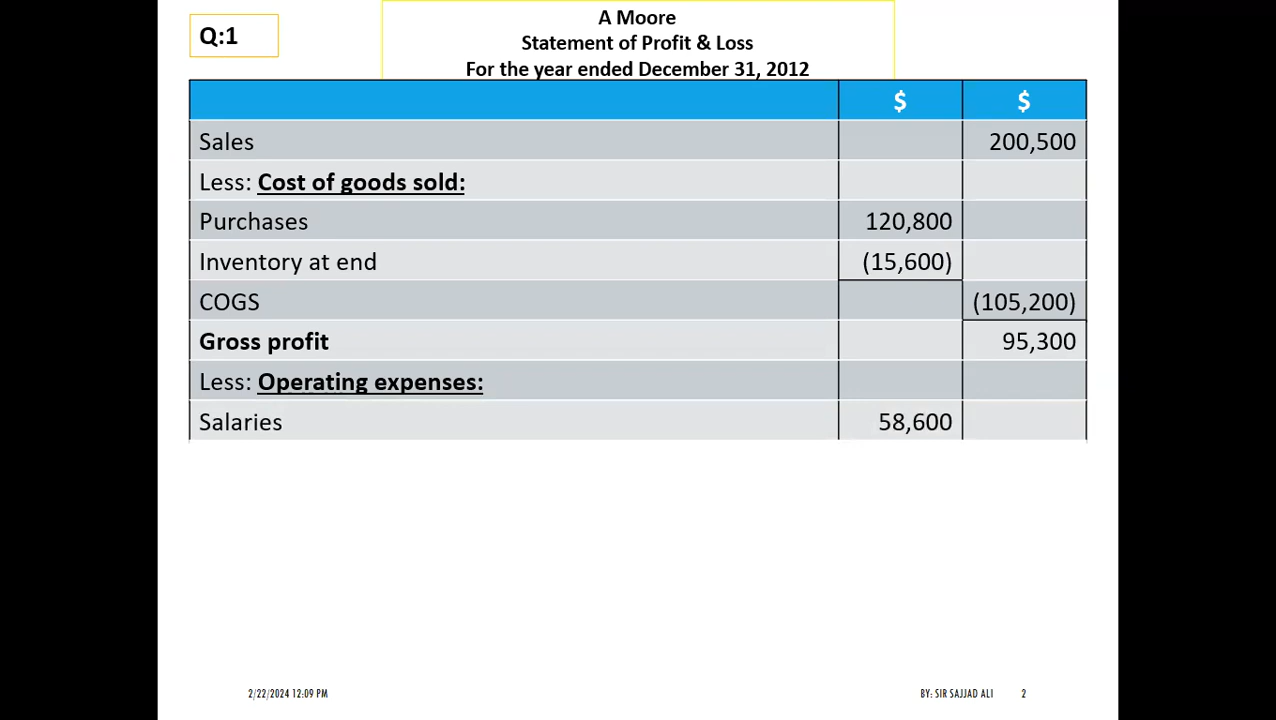 Q:1
A Moore
Statement of Profit & Loss
For the year ended December 31, 2012
$ $
Sales 200,500
Less: Cost of goods sold:
Purchases 120,800
Inventory at end (15,600)
COGS (105,200)
Gross profit 95,300
Less: Operating expenses:
Salaries 58,600
2/22/2024 12:09 PM BY: SIR SAJJAD ALI 2